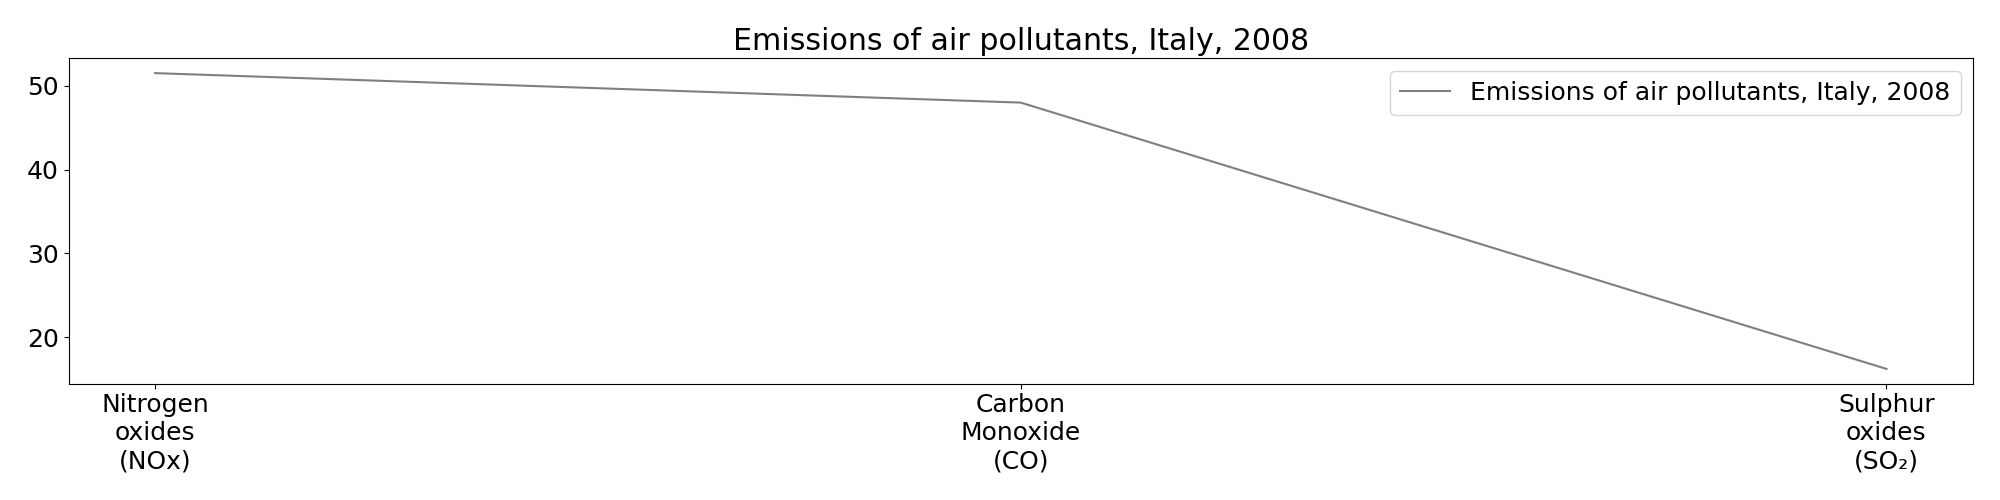 Emissions of air pollutants, Italy, 2008
Emissions of air pollutants, Italy, 2008
50
40
30
20
Nitrogen
oxides
(NOx)
Carbon
Monoxide
(CO)
Sulphur
oxides
(SO₂)